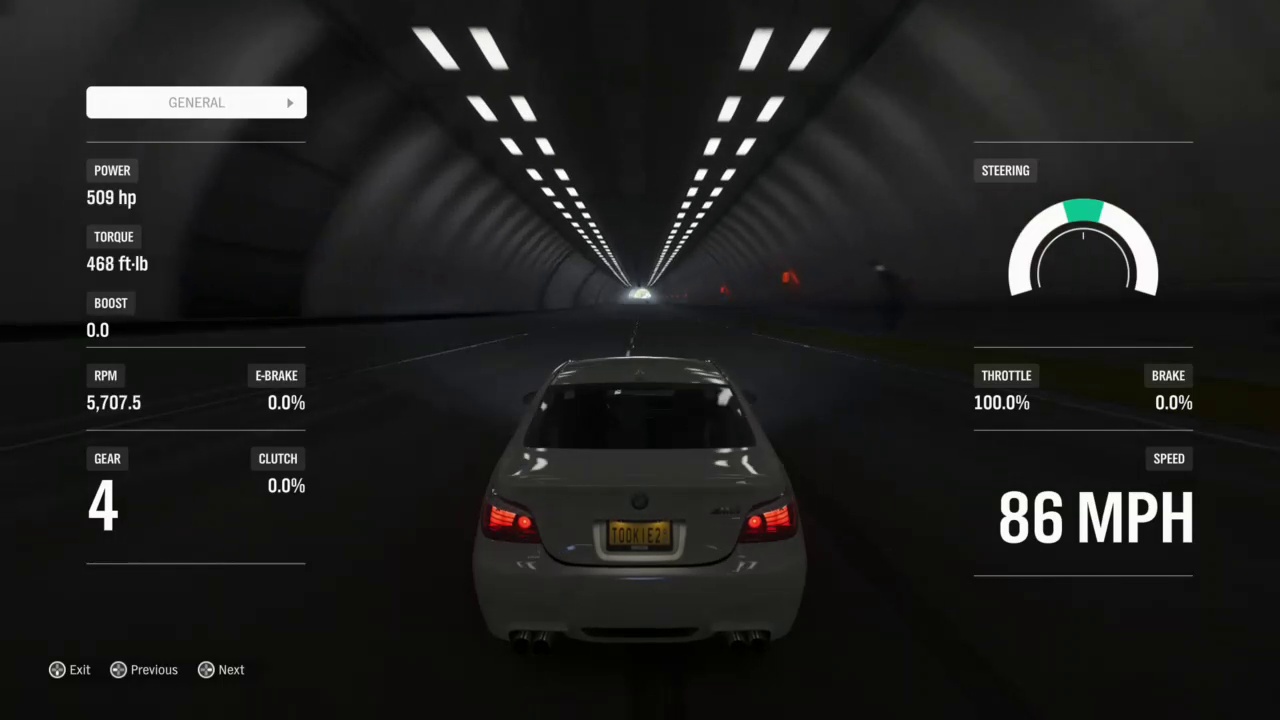 GENERAL
POWER
509 hp
TORQUE
468 ft·lb
BOOST
0.0
RPM
E-BRAKE
5,707.5
0.0%
GEAR
CLUTCH
4
0.0%
STEERING
THROTTLE
BRAKE
100.0%
0.0%
SPEED
86 MPH
TOOKIE2
Exit
Previous
Next